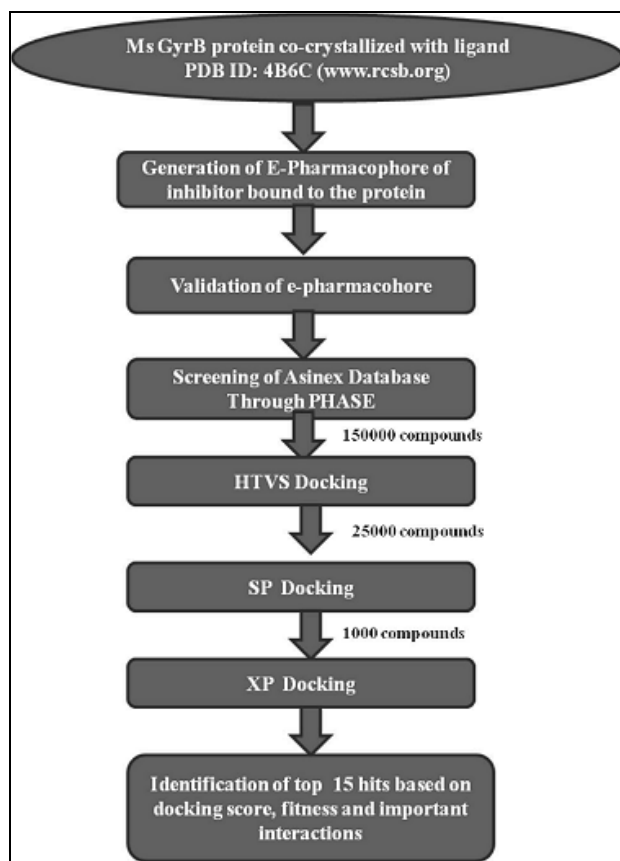 Ms GyrB protein co-crystallized with ligand
PDB ID: 4B6C (www.rcsb.org)
Generation of E-Pharmacophore of
inhibitor bound to the protein
Validation of e-pharmacohore
Screening of Asinex Database
Through PHASE
150000 compounds
HTVS Docking
25000 compounds
SP Docking
1000 compounds
XP Docking
Identification of top 15 hits based on
docking score, fitness and important
interactions